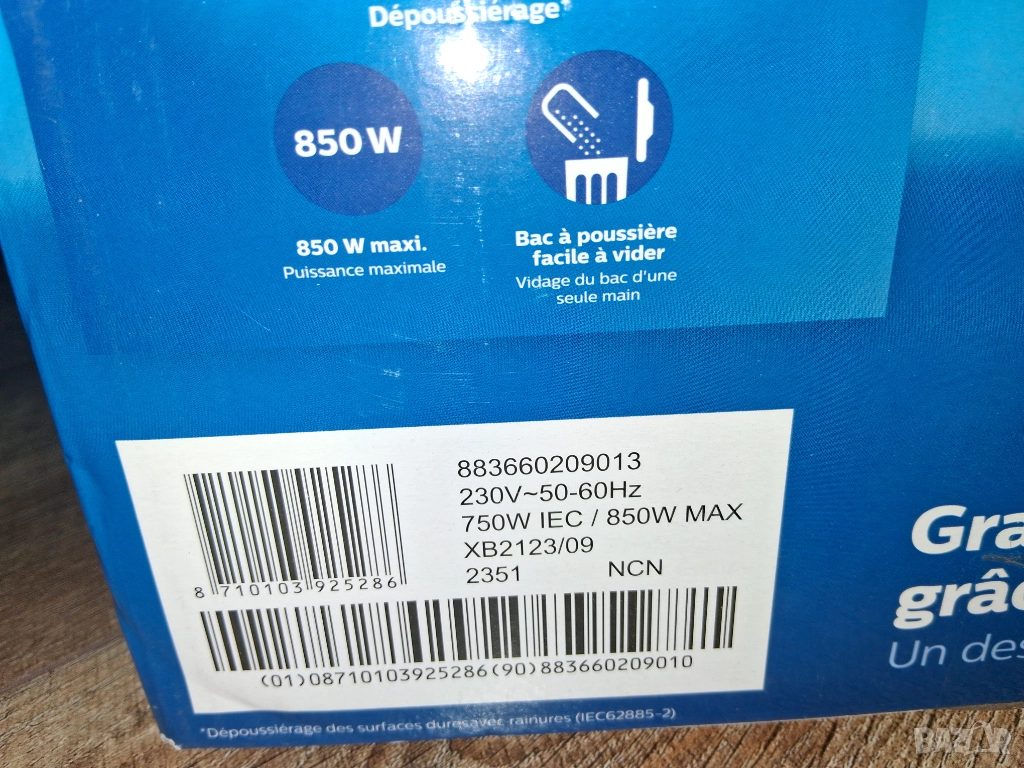 Dépoussiérage*
850 W
850 W maxi.
Puissance maximale
Bac à poussière
facile à vider
Vidage du bac d'une
seule main
883660209013
230V~50-60Hz
750W IEC / 850W MAX
XB2123/09
2351 NCN
8 710103 925286
(01)08710103925286(90)883660209010
Gra
grâc
Un des
*Dépoussiérage des surfaces dures avec rainures (IEC62885-2)
BAZAR